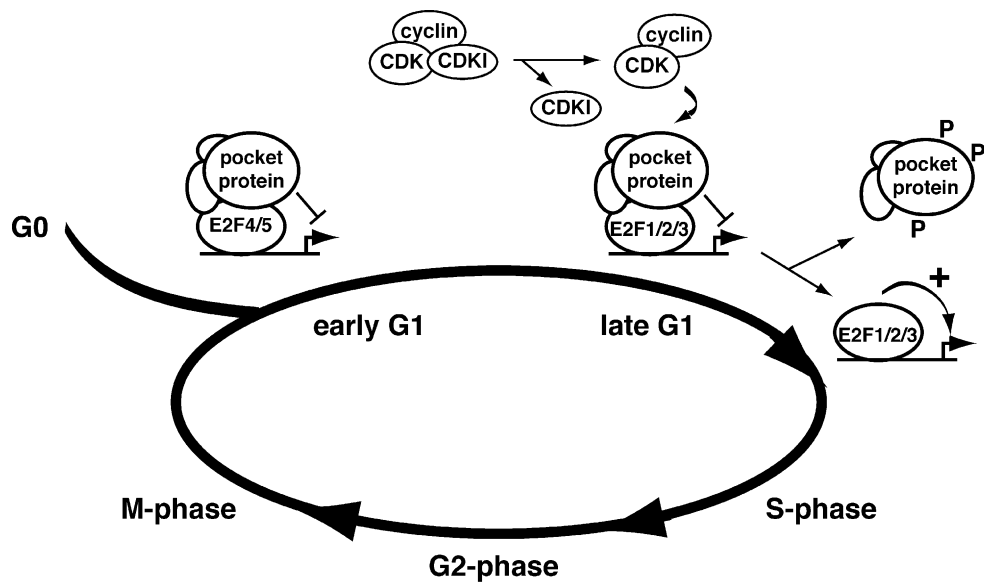 cyclin
CDK
CDKI
cyclin
CDK
CDKI
pocket
protein
E2F4/5
pocket
protein
E2F1/2/3
P
P
pocket
protein
P
G0
+
E2F1/2/3
early G1
late G1
M-phase
S-phase
G2-phase